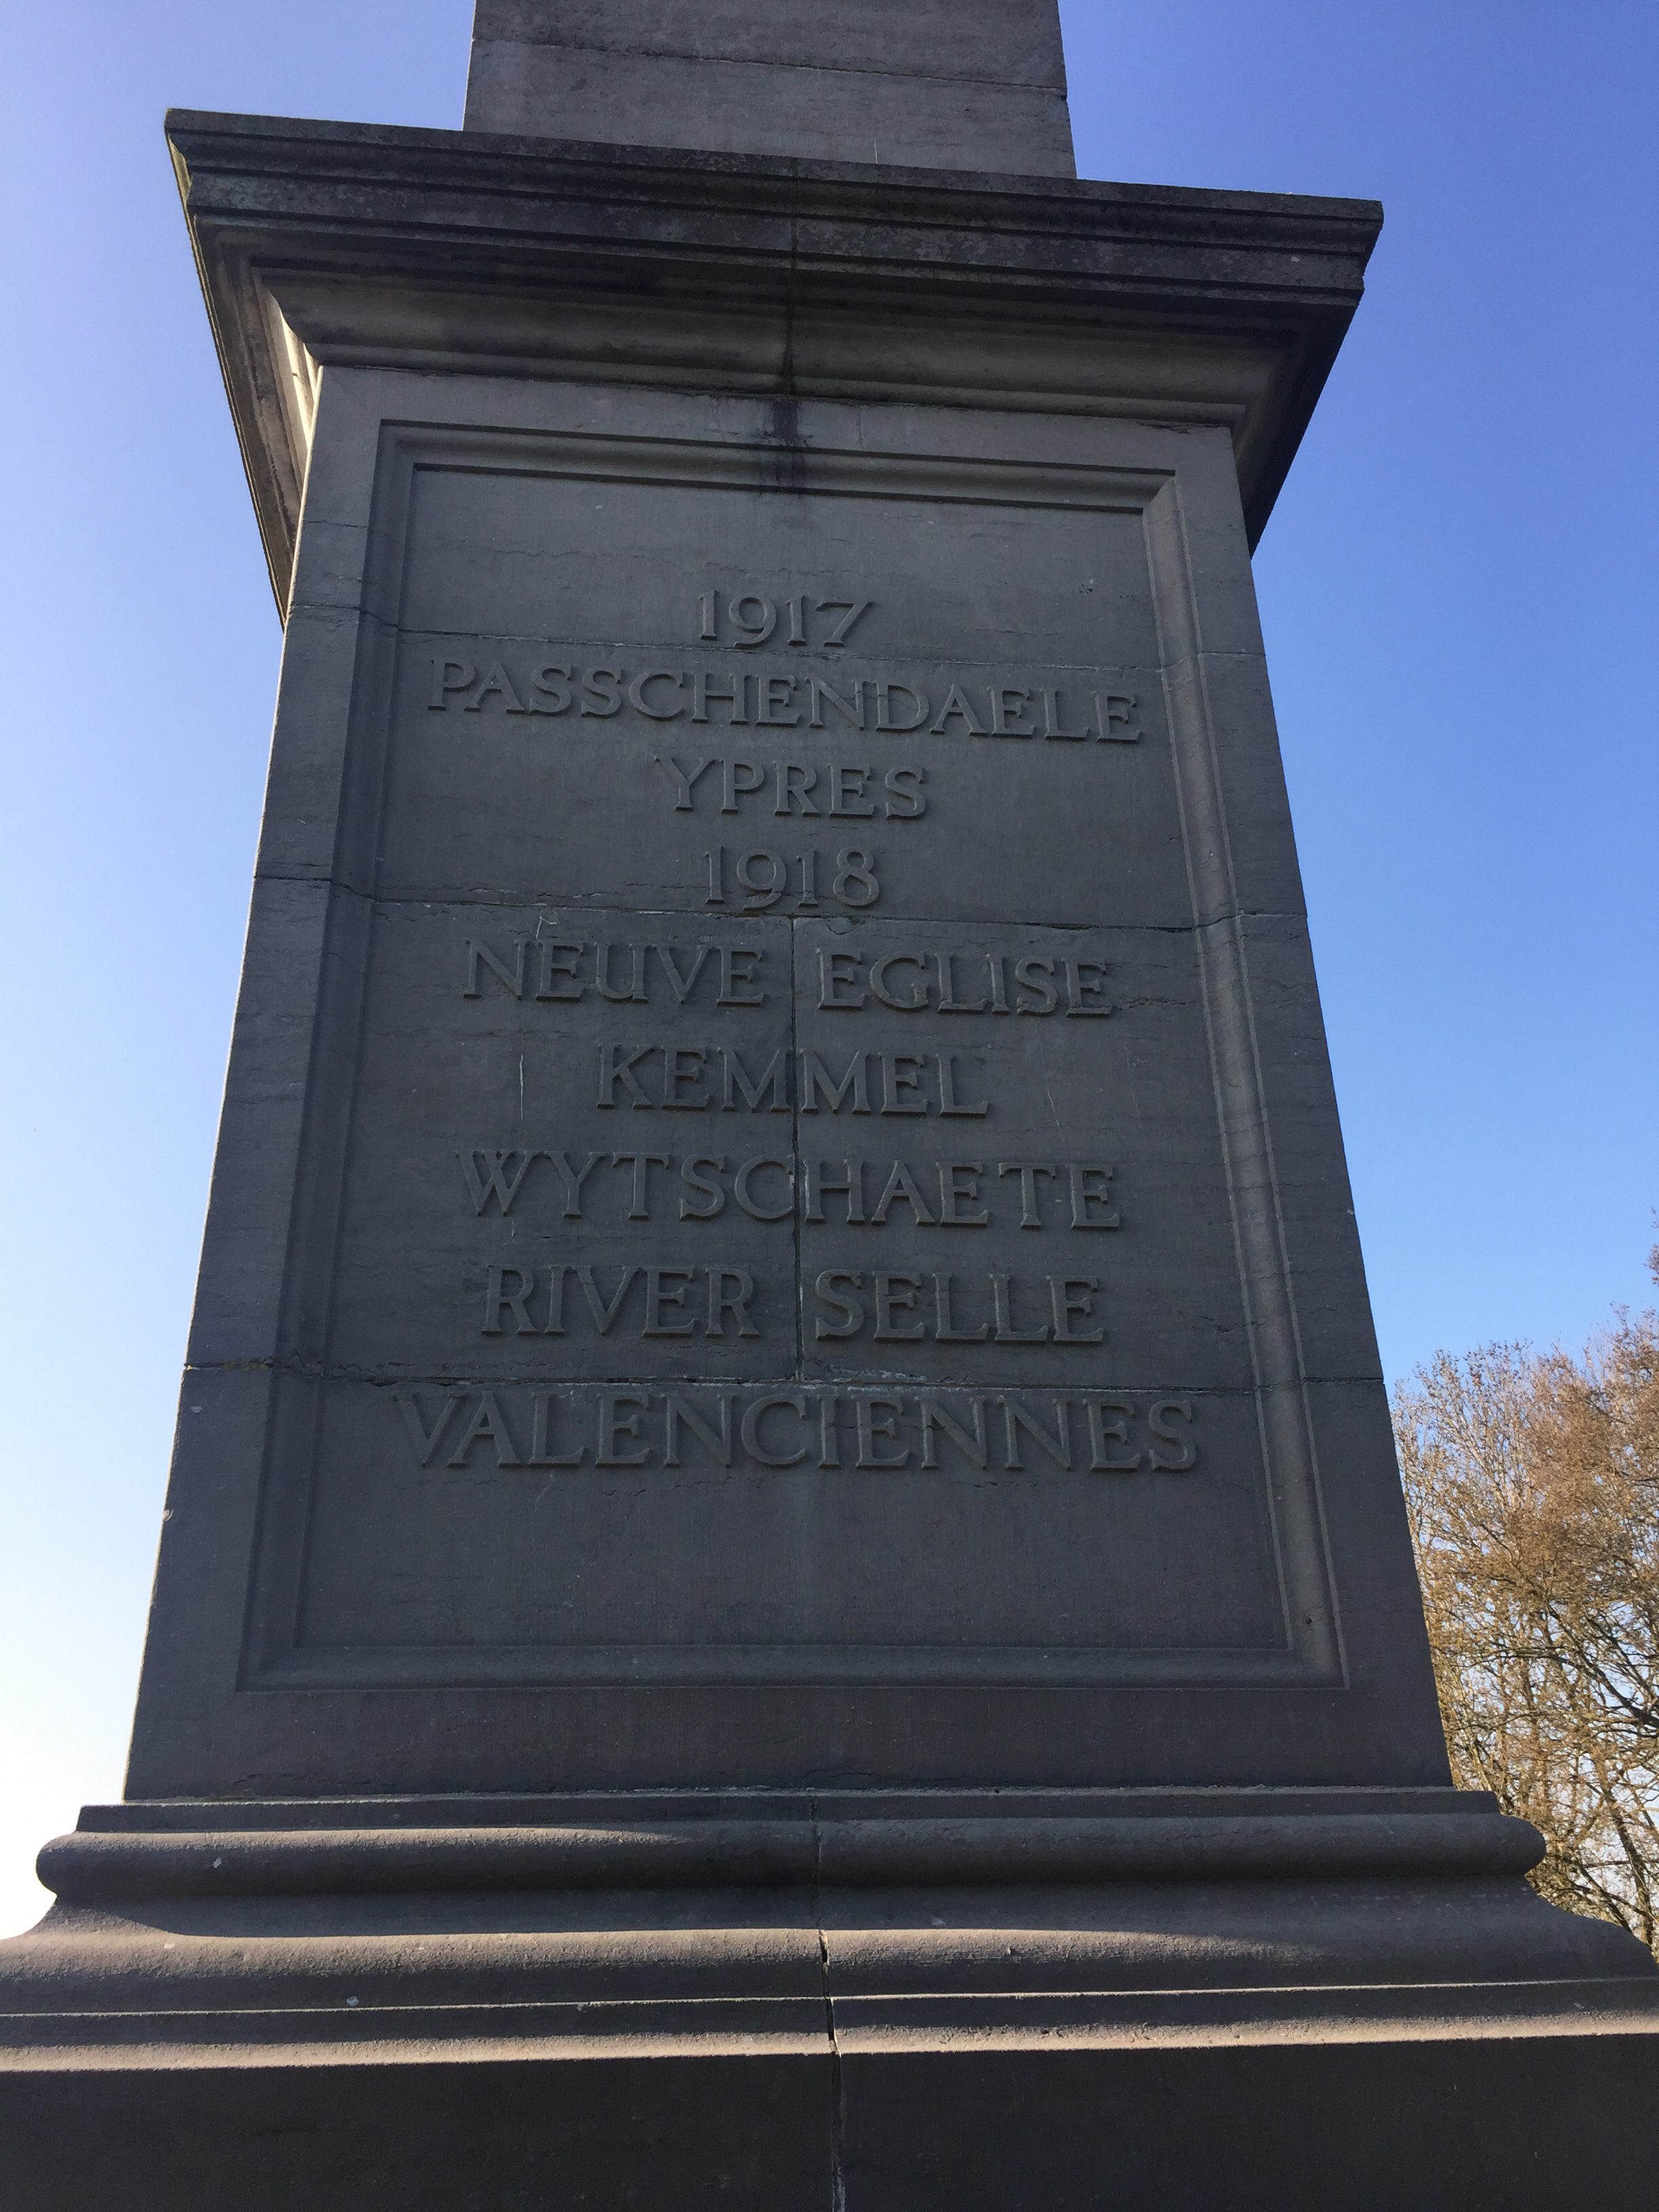 1917
PASSCHENDAELE
YPRES
1918
NEUVE EGLISE
KEMMEL
WYTSCHAETE
RIVER SELLE
VALENCIENNES